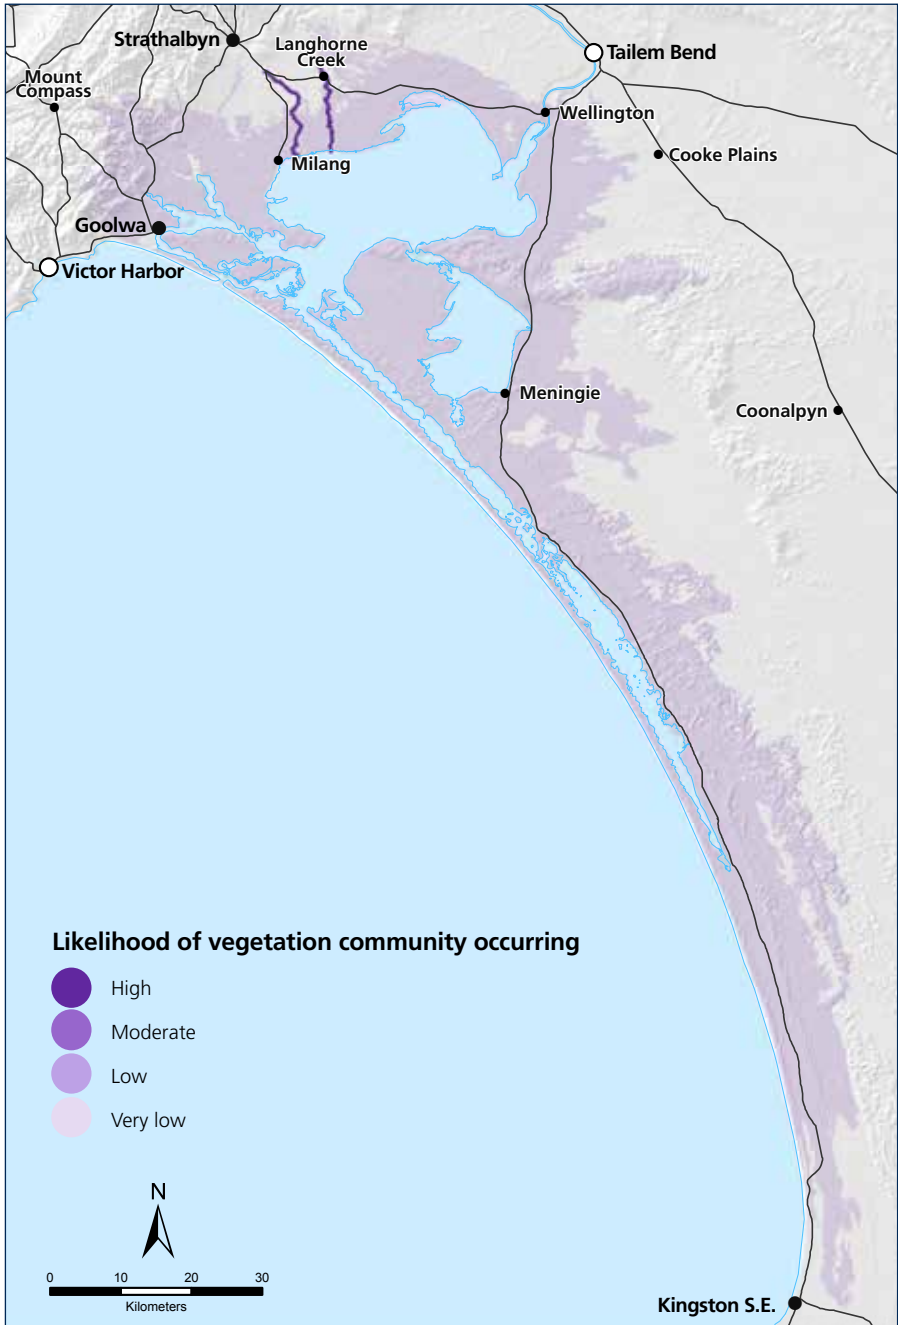 Strathalbyn
Langhorne
Creek
Tailem Bend
Mount
Compass
Wellington
Cooke Plains
Milang
Goolwa
Victor Harbor
Meningie
Coonalpyn
Likelihood of vegetation community occurring
High
Moderate
Low
Very low
N
0 10 20 30
Kilometers
Kingston S.E.